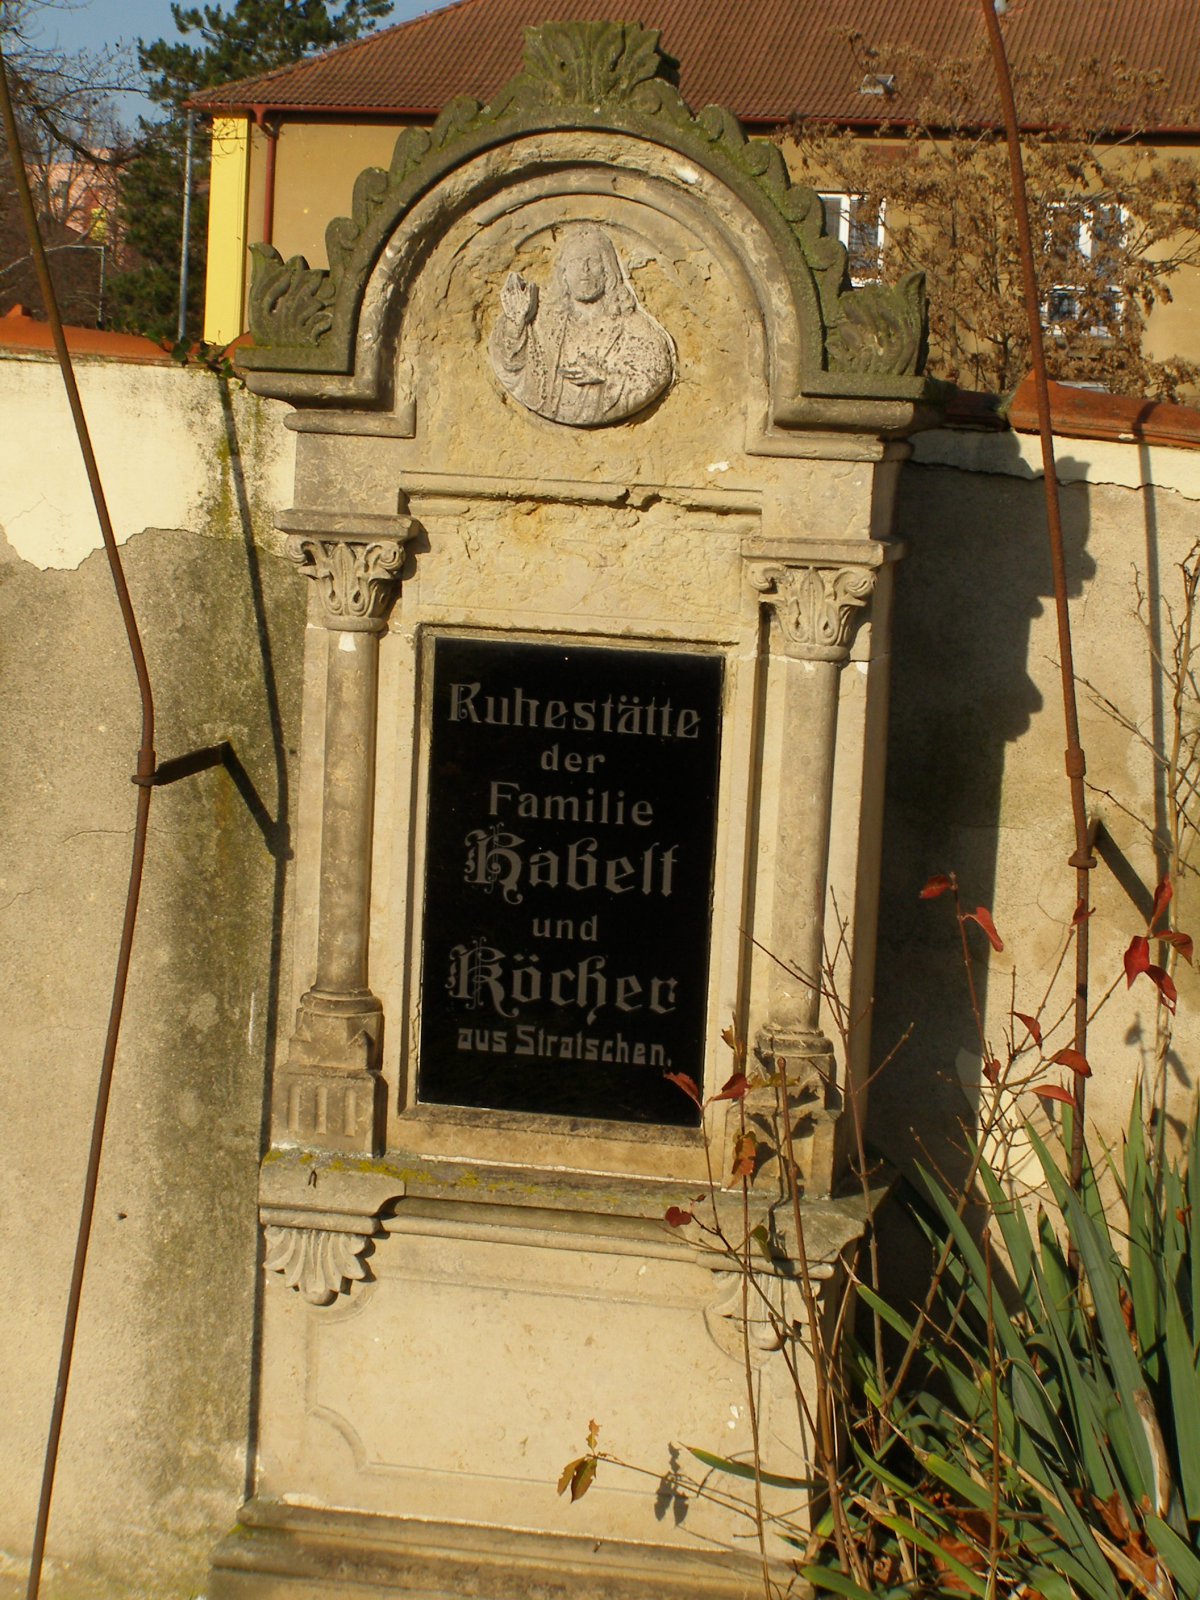 Ruhestätte
der
Familie
Habelt
und
Köcher
aus Stratschen.